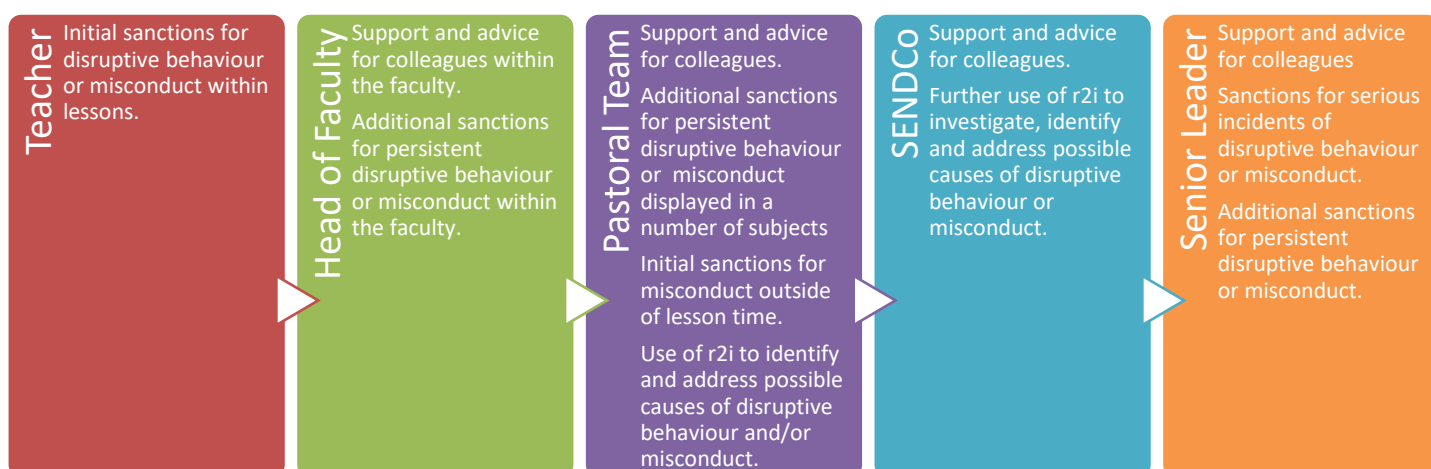 Teacher
Initial sanctions for
disruptive behaviour
or misconduct within
lessons.
Head of Faculty
Support and advice
for colleagues within
the faculty.
Additional sanctions
for persistent
disruptive behaviour
or misconduct within
the faculty.
Pastoral Team
Support and advice
for colleagues.
Additional sanctions
for persistent
disruptive behaviour
or  misconduct
displayed in a
number of subjects
Initial sanctions for
misconduct outside
of lesson time.
Use of r2i to identify
and address possible
causes of disruptive
behaviour and/or
misconduct.
SENDCo
Support and advice
for colleagues.
Further use of r2i to
investigate, identify
and address possible
causes of disruptive
behaviour or
misconduct.
Senior Leader
Support and advice
for colleagues
Sanctions for serious
incidents of
disruptive behaviour
or misconduct.
Additional sanctions
for persistent
disruptive behaviour
or misconduct.